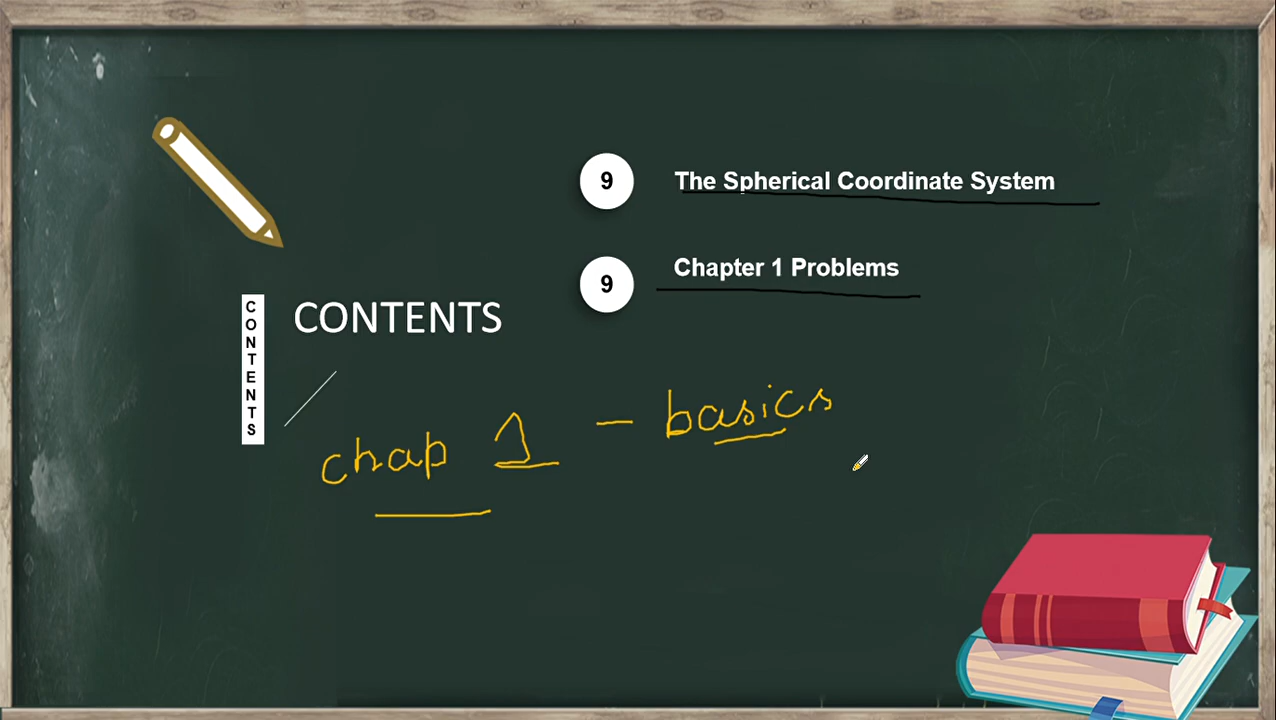 9 The Spherical Coordinate System
9 Chapter 1 Problems
CONTENTS
CONTENTS
chap 1 - basics